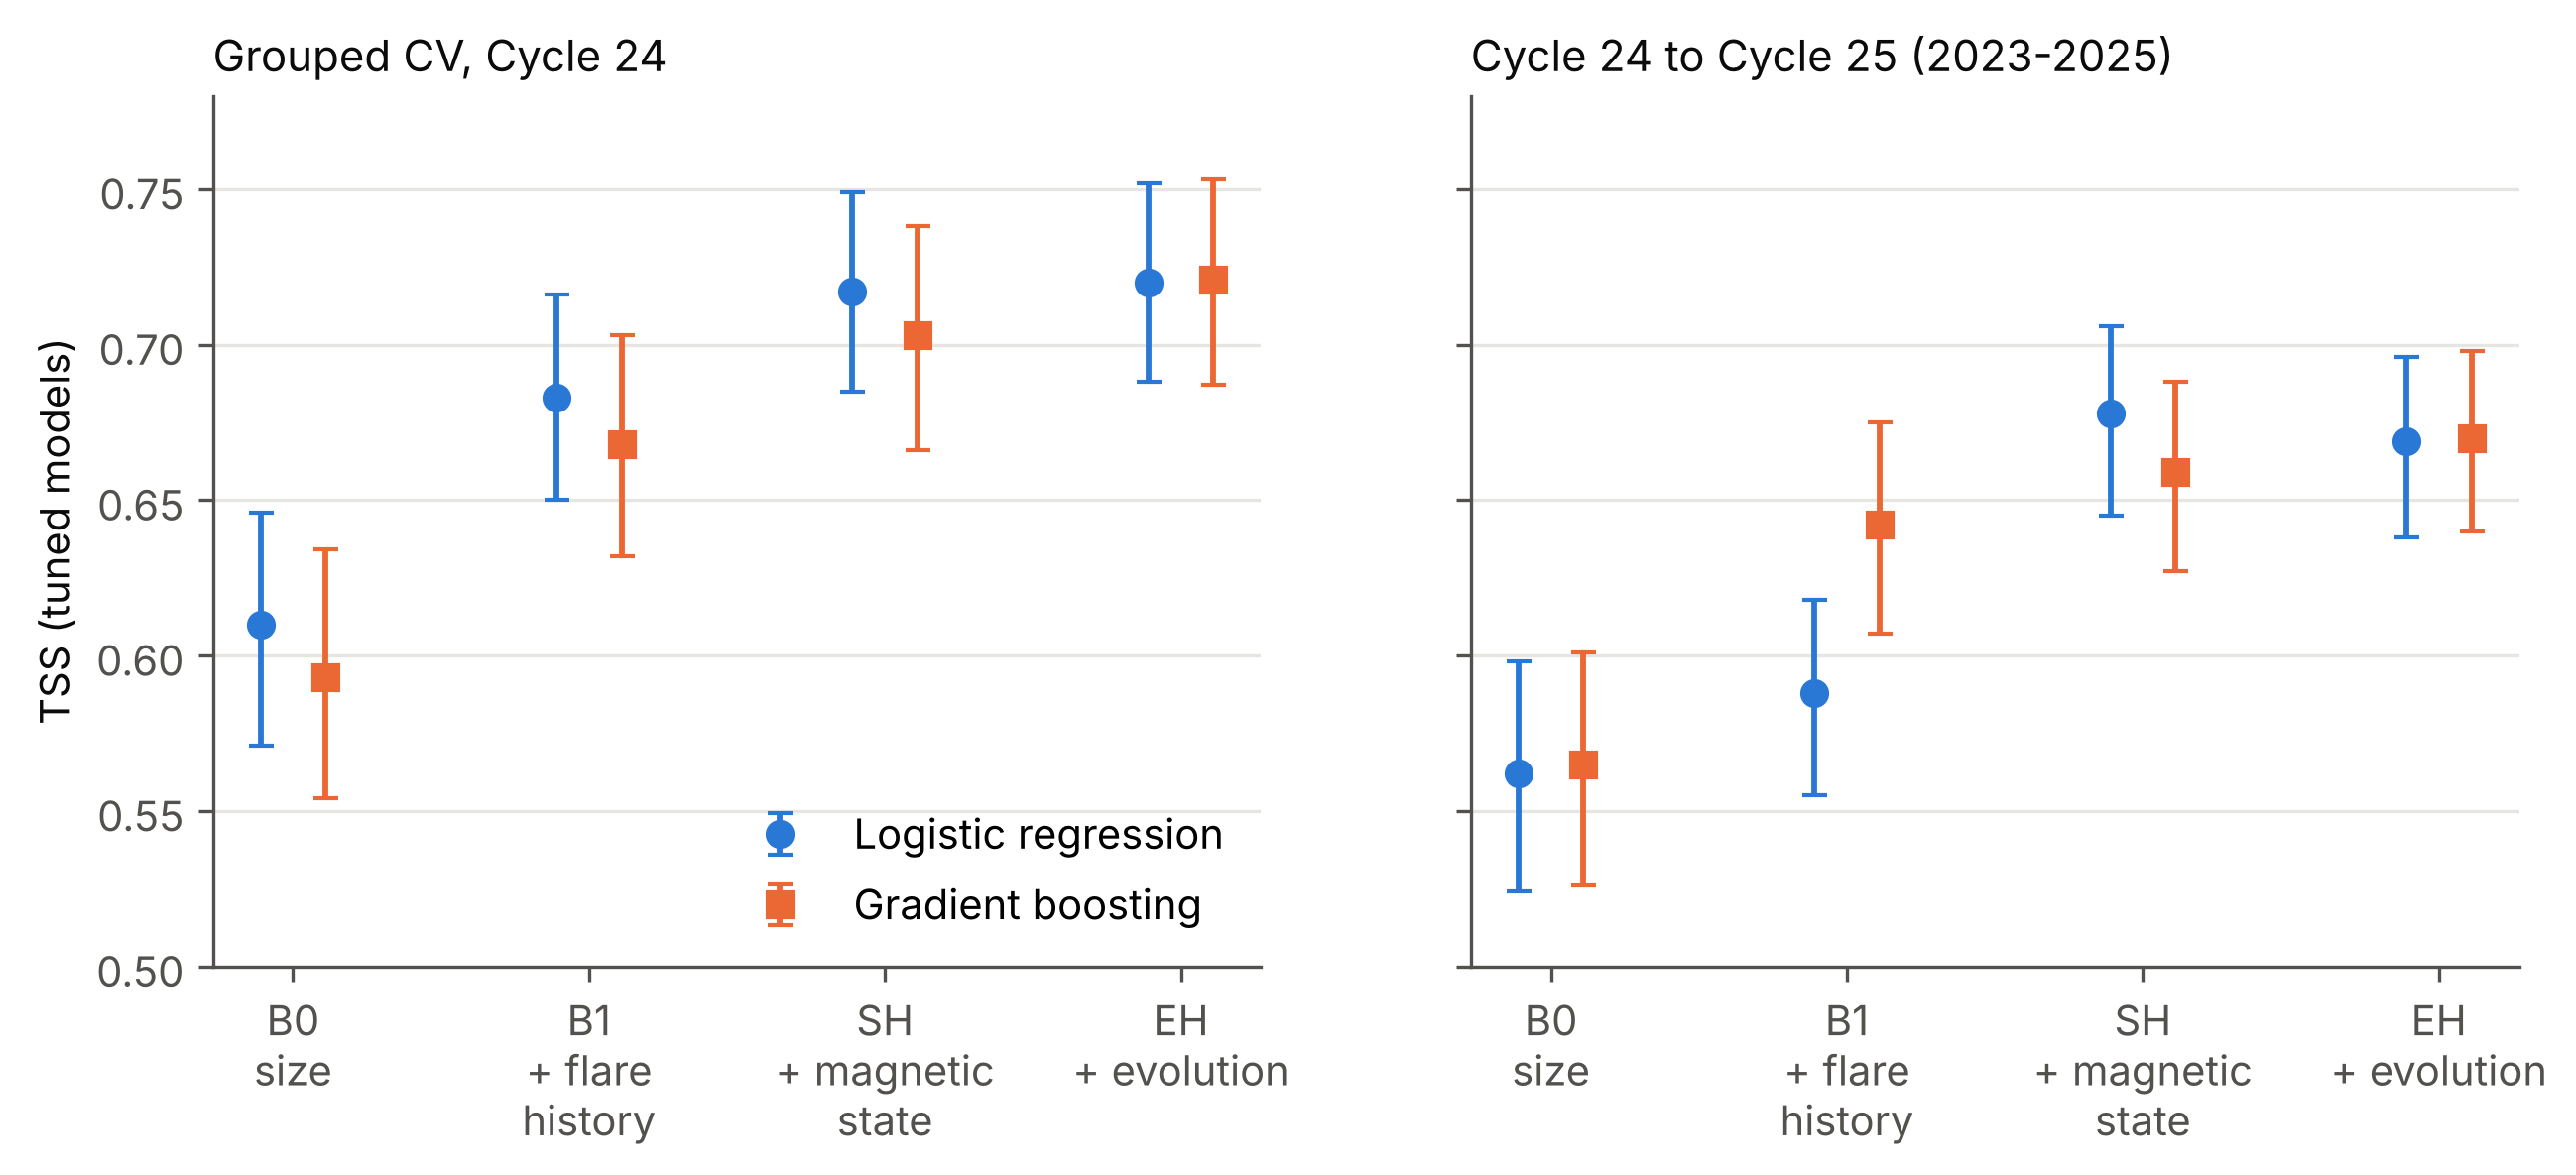 Grouped CV, Cycle 24
Cycle 24 to Cycle 25 (2023-2025)
TSS (tuned models)
0.75
0.70
0.65
0.60
0.55
0.50
Logistic regression
Gradient boosting
B0
size
B1
+ flare
history
SH
+ magnetic
state
EH
+ evolution
B0
size
B1
+ flare
history
SH
+ magnetic
state
EH
+ evolution